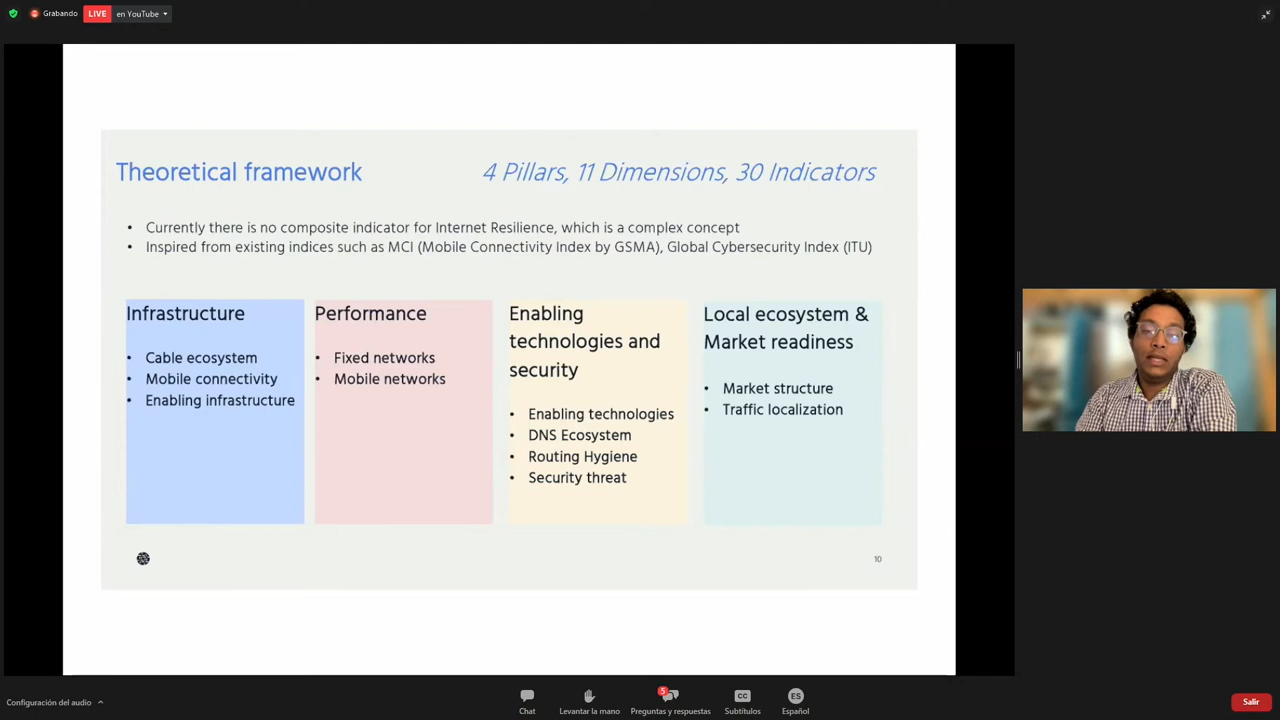 Grabando
LIVE
en YouTube
Theoretical framework
4 Pillars, 11 Dimensions, 30 Indicators
• Currently there is no composite indicator for Internet Resilience, which is a complex concept
• Inspired from existing indices such as MCI (Mobile Connectivity Index by GSMA), Global Cybersecurity Index (ITU)
Infrastructure
• Cable ecosystem
• Mobile connectivity
• Enabling infrastructure
Performance
• Fixed networks
• Mobile networks
Enabling
technologies and
security
• Enabling technologies
• DNS Ecosystem
• Routing Hygiene
• Security threat
Local ecosystem &
Market readiness
• Market structure
• Traffic localization
10
Configuración del audio
Chat
Levantar la mano
5
Preguntas y respuestas
CC
Subtítulos
ES
Español
Salir